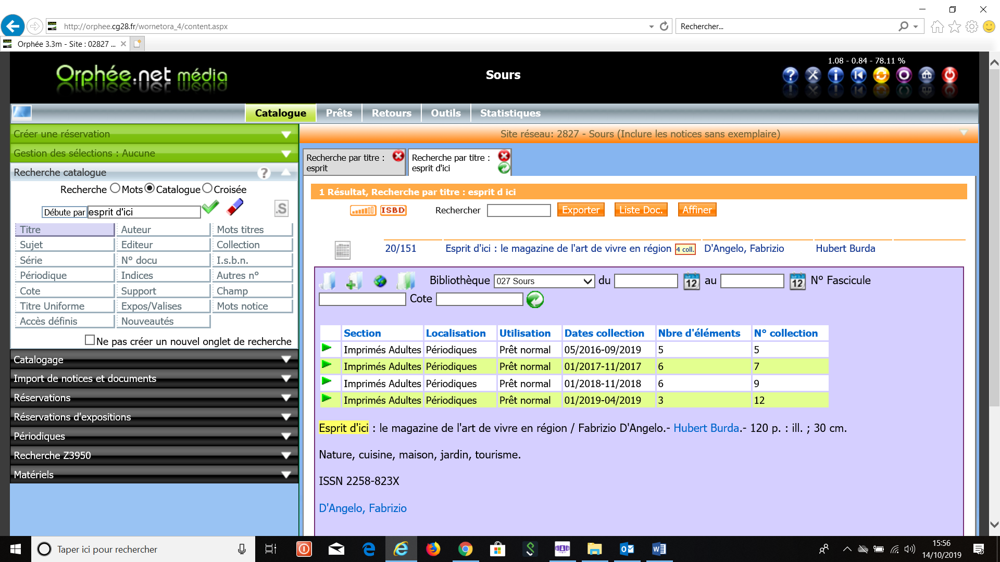 http://orphee.cg28.fr/wornetora_4/content.aspx
Rechercher...
Orphée 3.3m - Site : 02827 ...
1.08 - 0.84 - 78.11 %
Orphée.net média
Sours
Catalogue Prêts Retours Outils Statistiques
Créer une réservation
Gestion des sélections : Aucune
Recherche catalogue ?
Recherche Mots Catalogue Croisée
Débute par esprit d'ici .S
Titre Auteur Mots titres
Sujet Editeur Collection
Série N° docu I.s.b.n.
Périodique Indices Autres n°
Cote Support Champ
Titre Uniforme Expos/Valises Mots notice
Accès définis Nouveautés
Ne pas créer un nouvel onglet de recherche
Catalogage
Import de notices et documents
Réservations
Réservations d'expositions
Périodiques
Recherche Z3950
Matériels
Site réseau: 2827 - Sours (Inclure les notices sans exemplaire)
Recherche par titre :
esprit
Recherche par titre :
esprit d'ici
1 Résultat, Recherche par titre : esprit d ici
ISBD Rechercher Exporter Liste Doc. Affiner
20/151 Esprit d'ici : le magazine de l'art de vivre en région 4 coll. D'Angelo, Fabrizio Hubert Burda
Bibliothèque 027 Sours du 12 au 12 N° Fascicule
Cote
Section Localisation Utilisation Dates collection Nbre d'éléments N° collection
Imprimés Adultes Périodiques Prêt normal 05/2016-09/2019 5 5
Imprimés Adultes Périodiques Prêt normal 01/2017-11/2017 6 7
Imprimés Adultes Périodiques Prêt normal 01/2018-11/2018 6 9
Imprimés Adultes Périodiques Prêt normal 01/2019-04/2019 3 12
Esprit d'ici : le magazine de l'art de vivre en région / Fabrizio D'Angelo.- Hubert Burda.- 120 p. : ill. ; 30 cm.
Nature, cuisine, maison, jardin, tourisme.
ISSN 2258-823X
D'Angelo, Fabrizio
Taper ici pour rechercher
15:56
14/10/2019